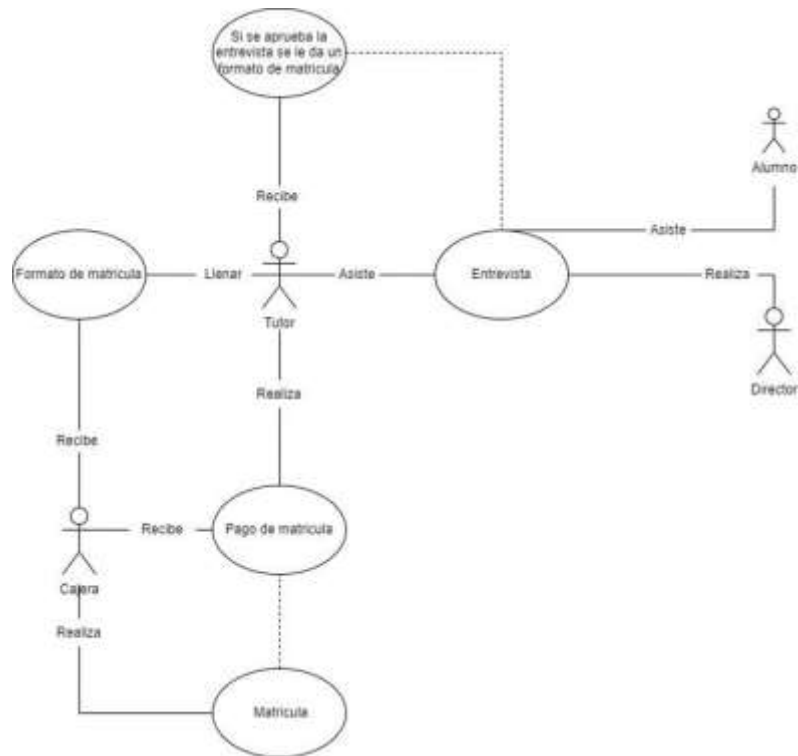 Si se aprueba la
entrevista se le da un
formato de matricula
Alumno
Recibe
Asiste
Formato de matricula
Llenar
Asiste
Entrevista
Realiza
Tutor
Director
Realiza
Recibe
Recibe
Pago de matricula
Cajera
Realiza
Matricula